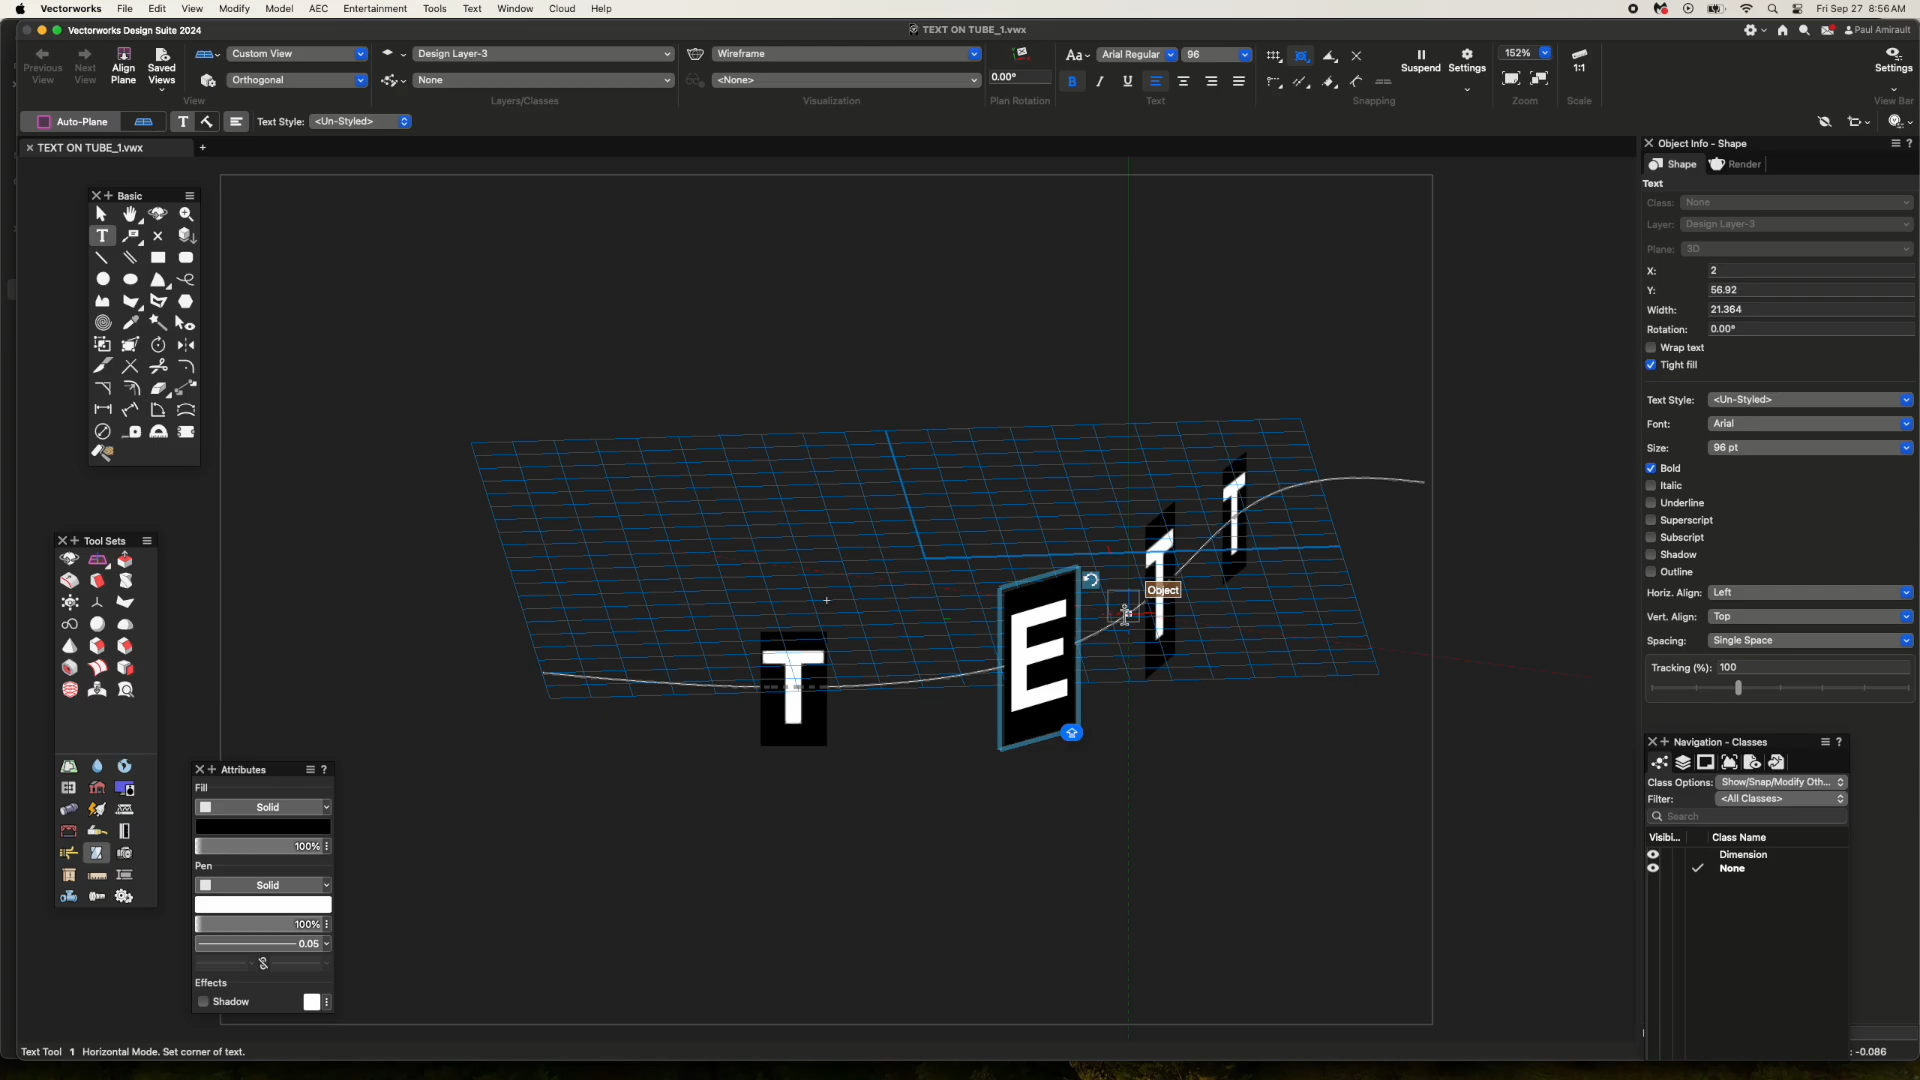 Vectorworks File Edit View Modify Model AEC Entertainment Tools Text Window Cloud Help
Fri Sep 27 8:56 AM
Vectorworks Design Suite 2024
TEXT ON TUBE_1.vwx
Paul Amirault
Previous View
Next View
Align Plane
Saved Views
Custom View
Orthogonal
View
Design Layer-3
None
Layers/Classes
Wireframe
<None>
Visualization
0.00°
Plan Rotation
Aa
Arial Regular
96
B I U
Text
Snapping
Suspend
Settings
152%
Zoom
1:1
Scale
Settings
View Bar
Auto-Plane
T
Text Style: <Un-Styled>
TEXT ON TUBE_1.vwx
+
Basic
T
Tool Sets
Attributes
?
Fill
Solid
100%
Pen
Solid
100%
0.05
Effects
Shadow
T
E
T
T
Object
Object Info - Shape
?
Shape
Render
Text
Class: None
Layer: Design Layer-3
Plane: 3D
X: 2
Y: 56.92
Width: 21.364
Rotation: 0.00°
Wrap text
Tight fill
Text Style: <Un-Styled>
Font: Arial
Size: 96 pt
Bold
Italic
Underline
Superscript
Subscript
Shadow
Outline
Horiz. Align: Left
Vert. Align: Top
Spacing: Single Space
Tracking (%): 100
Navigation - Classes
?
Class Options: Show/Snap/Modify Oth...
Filter: <All Classes>
Search
Visibi... Class Name
Dimension
None
Text Tool 1 Horizontal Mode. Set corner of text.
: -0.086